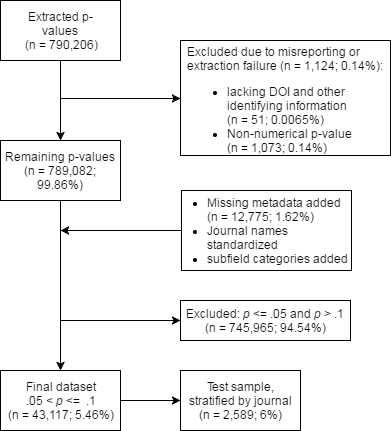 Extracted p-
values
(n = 790,206)
Excluded due to misreporting or
extraction failure (n = 1,124; 0.14%):
• lacking DOI and other
identifying information
(n = 51; 0.0065%)
• Non-numerical p-value
(n = 1,073; 0.14%)
Remaining p-values
(n = 789,082;
99.86%)
• Missing metadata added
(n = 12,775; 1.62%)
• Journal names
standardized
• subfield categories added
Excluded: p <= .05 and p > .1
(n = 745,965; 94.54%)
Final dataset
.05 < p <= .1
(n = 43,117; 5.46%)
Test sample,
stratified by journal
(n = 2,589; 6%)